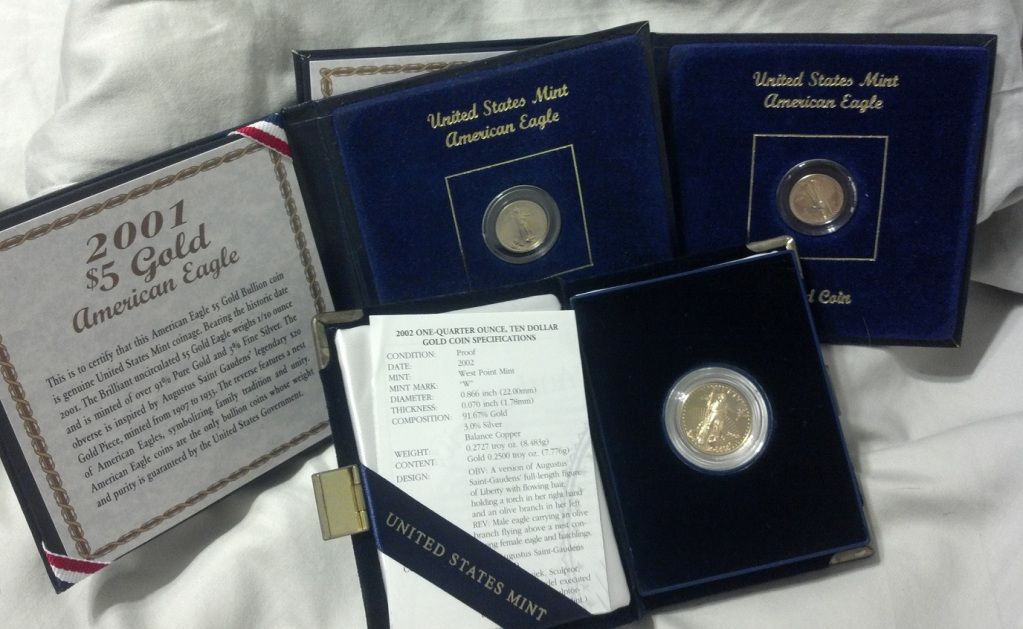 2001
$5 Gold
American Eagle
This is to certify that this American Eagle $5 Gold Bullion coin
is genuine United States Mint coinage. Bearing the historic date
2001. The Brilliant uncirculated $5 Gold Eagle weighs 1/10 ounce
and is minted of over 91% Pure Gold and 3% Fine Silver. The
obverse is inspired by Augustus Saint Gaudens' legendary $20
Gold Piece, minted from 1907 to 1933. The reverse features a nest
of American Eagles, symbolizing family tradition and unity.
American Eagle coins are the only bullion coins whose weight
and purity is guaranteed by the United States Government.
United States Mint
American Eagle
United States Mint
American Eagle
Coin
2002 ONE-QUARTER OUNCE, TEN DOLLAR
GOLD COIN SPECIFICATIONS
CONDITION: Proof
DATE: 2002
MINT: West Point Mint
MINT MARK: "W"
DIAMETER: 0.866 inch (22.00mm)
THICKNESS: 0.070 inch (1.78mm)
COMPOSITION: 91.67% Gold
3.0% Silver
Balance Copper
WEIGHT: 0.2727 troy oz. (8.483g)
CONTENT: Gold 0.2500 troy oz. (7.776g)
DESIGN: OBV: A version of Augustus
Saint-Gaudens' full-length figure
of Liberty with flowing hair,
holding a torch in her right hand
and an olive branch in her left.
REV: Male eagle carrying an olive
branch flying above a nest con-
female eagle and hatchlings.
Augustus Saint-Gaudens
Sculptor,
executed
UNITED STATES MINT